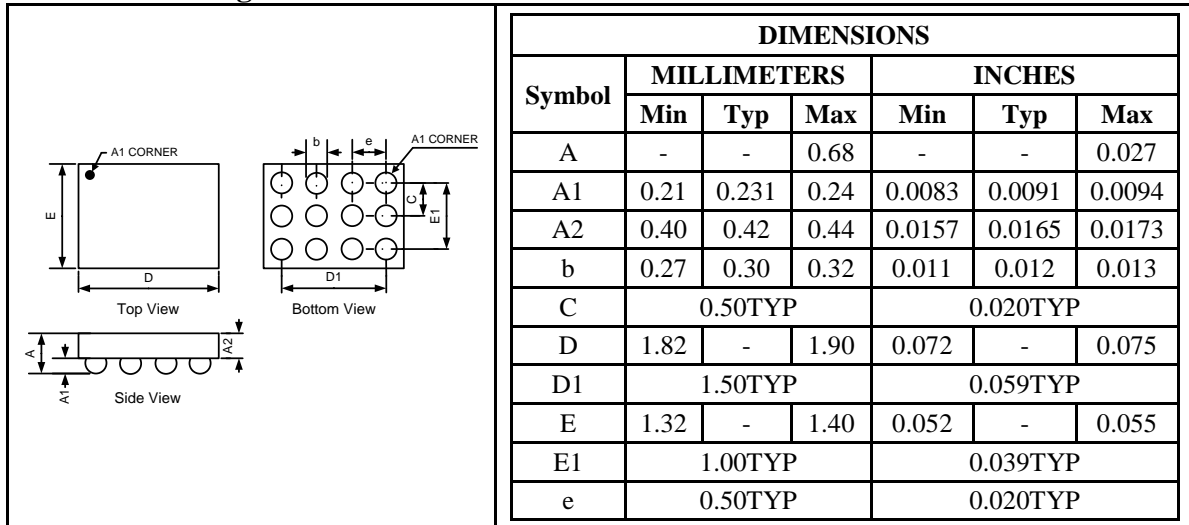 A1 CORNER
E
D
Top View
b
e
A1 CORNER
C
E1
D1
Bottom View
A
A1
A2
Side View
DIMENSIONS
Symbol MILLIMETERS INCHES
Min Typ Max Min Typ Max
A - - 0.68 - - 0.027
A1 0.21 0.231 0.24 0.0083 0.0091 0.0094
A2 0.40 0.42 0.44 0.0157 0.0165 0.0173
b 0.27 0.30 0.32 0.011 0.012 0.013
C 0.50TYP 0.020TYP
D 1.82 - 1.90 0.072 - 0.075
D1 1.50TYP 0.059TYP
E 1.32 - 1.40 0.052 - 0.055
E1 1.00TYP 0.039TYP
e 0.50TYP 0.020TYP